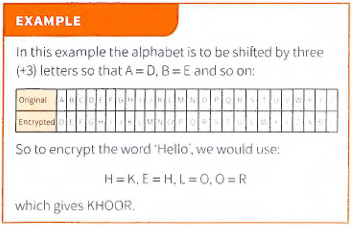 EXAMPLE
In this example the alphabet is to be shifted by three
(+3) letters so that A = D, B = E and so on:
Original A B C D E F G H I J K L M N O P Q R S T U V W X Y Z
Encrypted D E F G H I J K L M N O P Q R S T U V W X Y Z A B C
So to encrypt the word 'Hello', we would use:
H = K, E = H, L = O, O = R
which gives KHOOR.